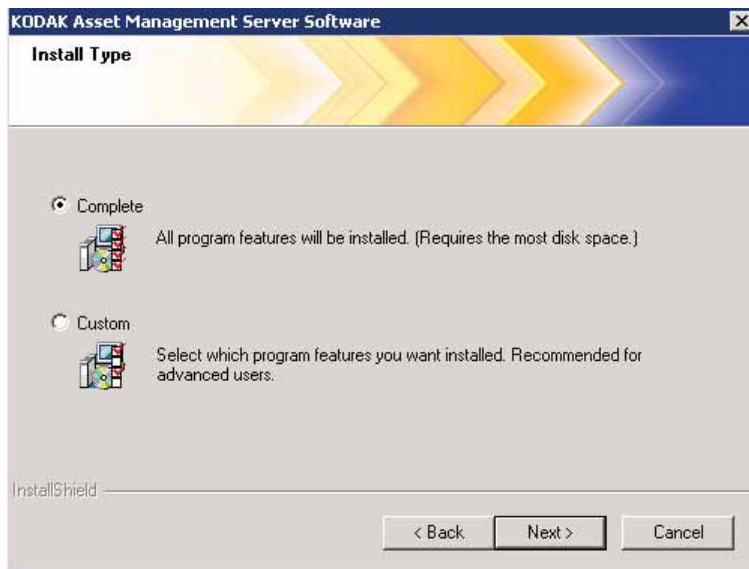 KODAK Asset Management Server Software
Install Type
Complete
All program features will be installed. (Requires the most disk space.)
Custom
Select which program features you want installed. Recommended for
advanced users.
InstallShield
< Back
Next >
Cancel